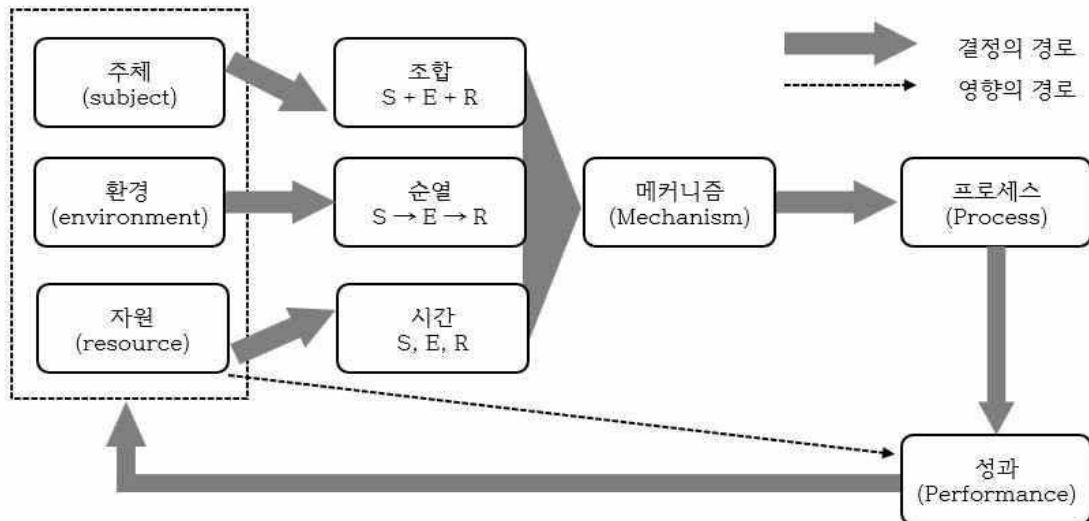 주체
(subject)
조합
S + E + R
결정의 경로
영향의 경로
환경
(environment)
순열
S → E → R
메커니즘
(Mechanism)
프로세스
(Process)
자원
(resource)
시간
S, E, R
성과
(Performance)